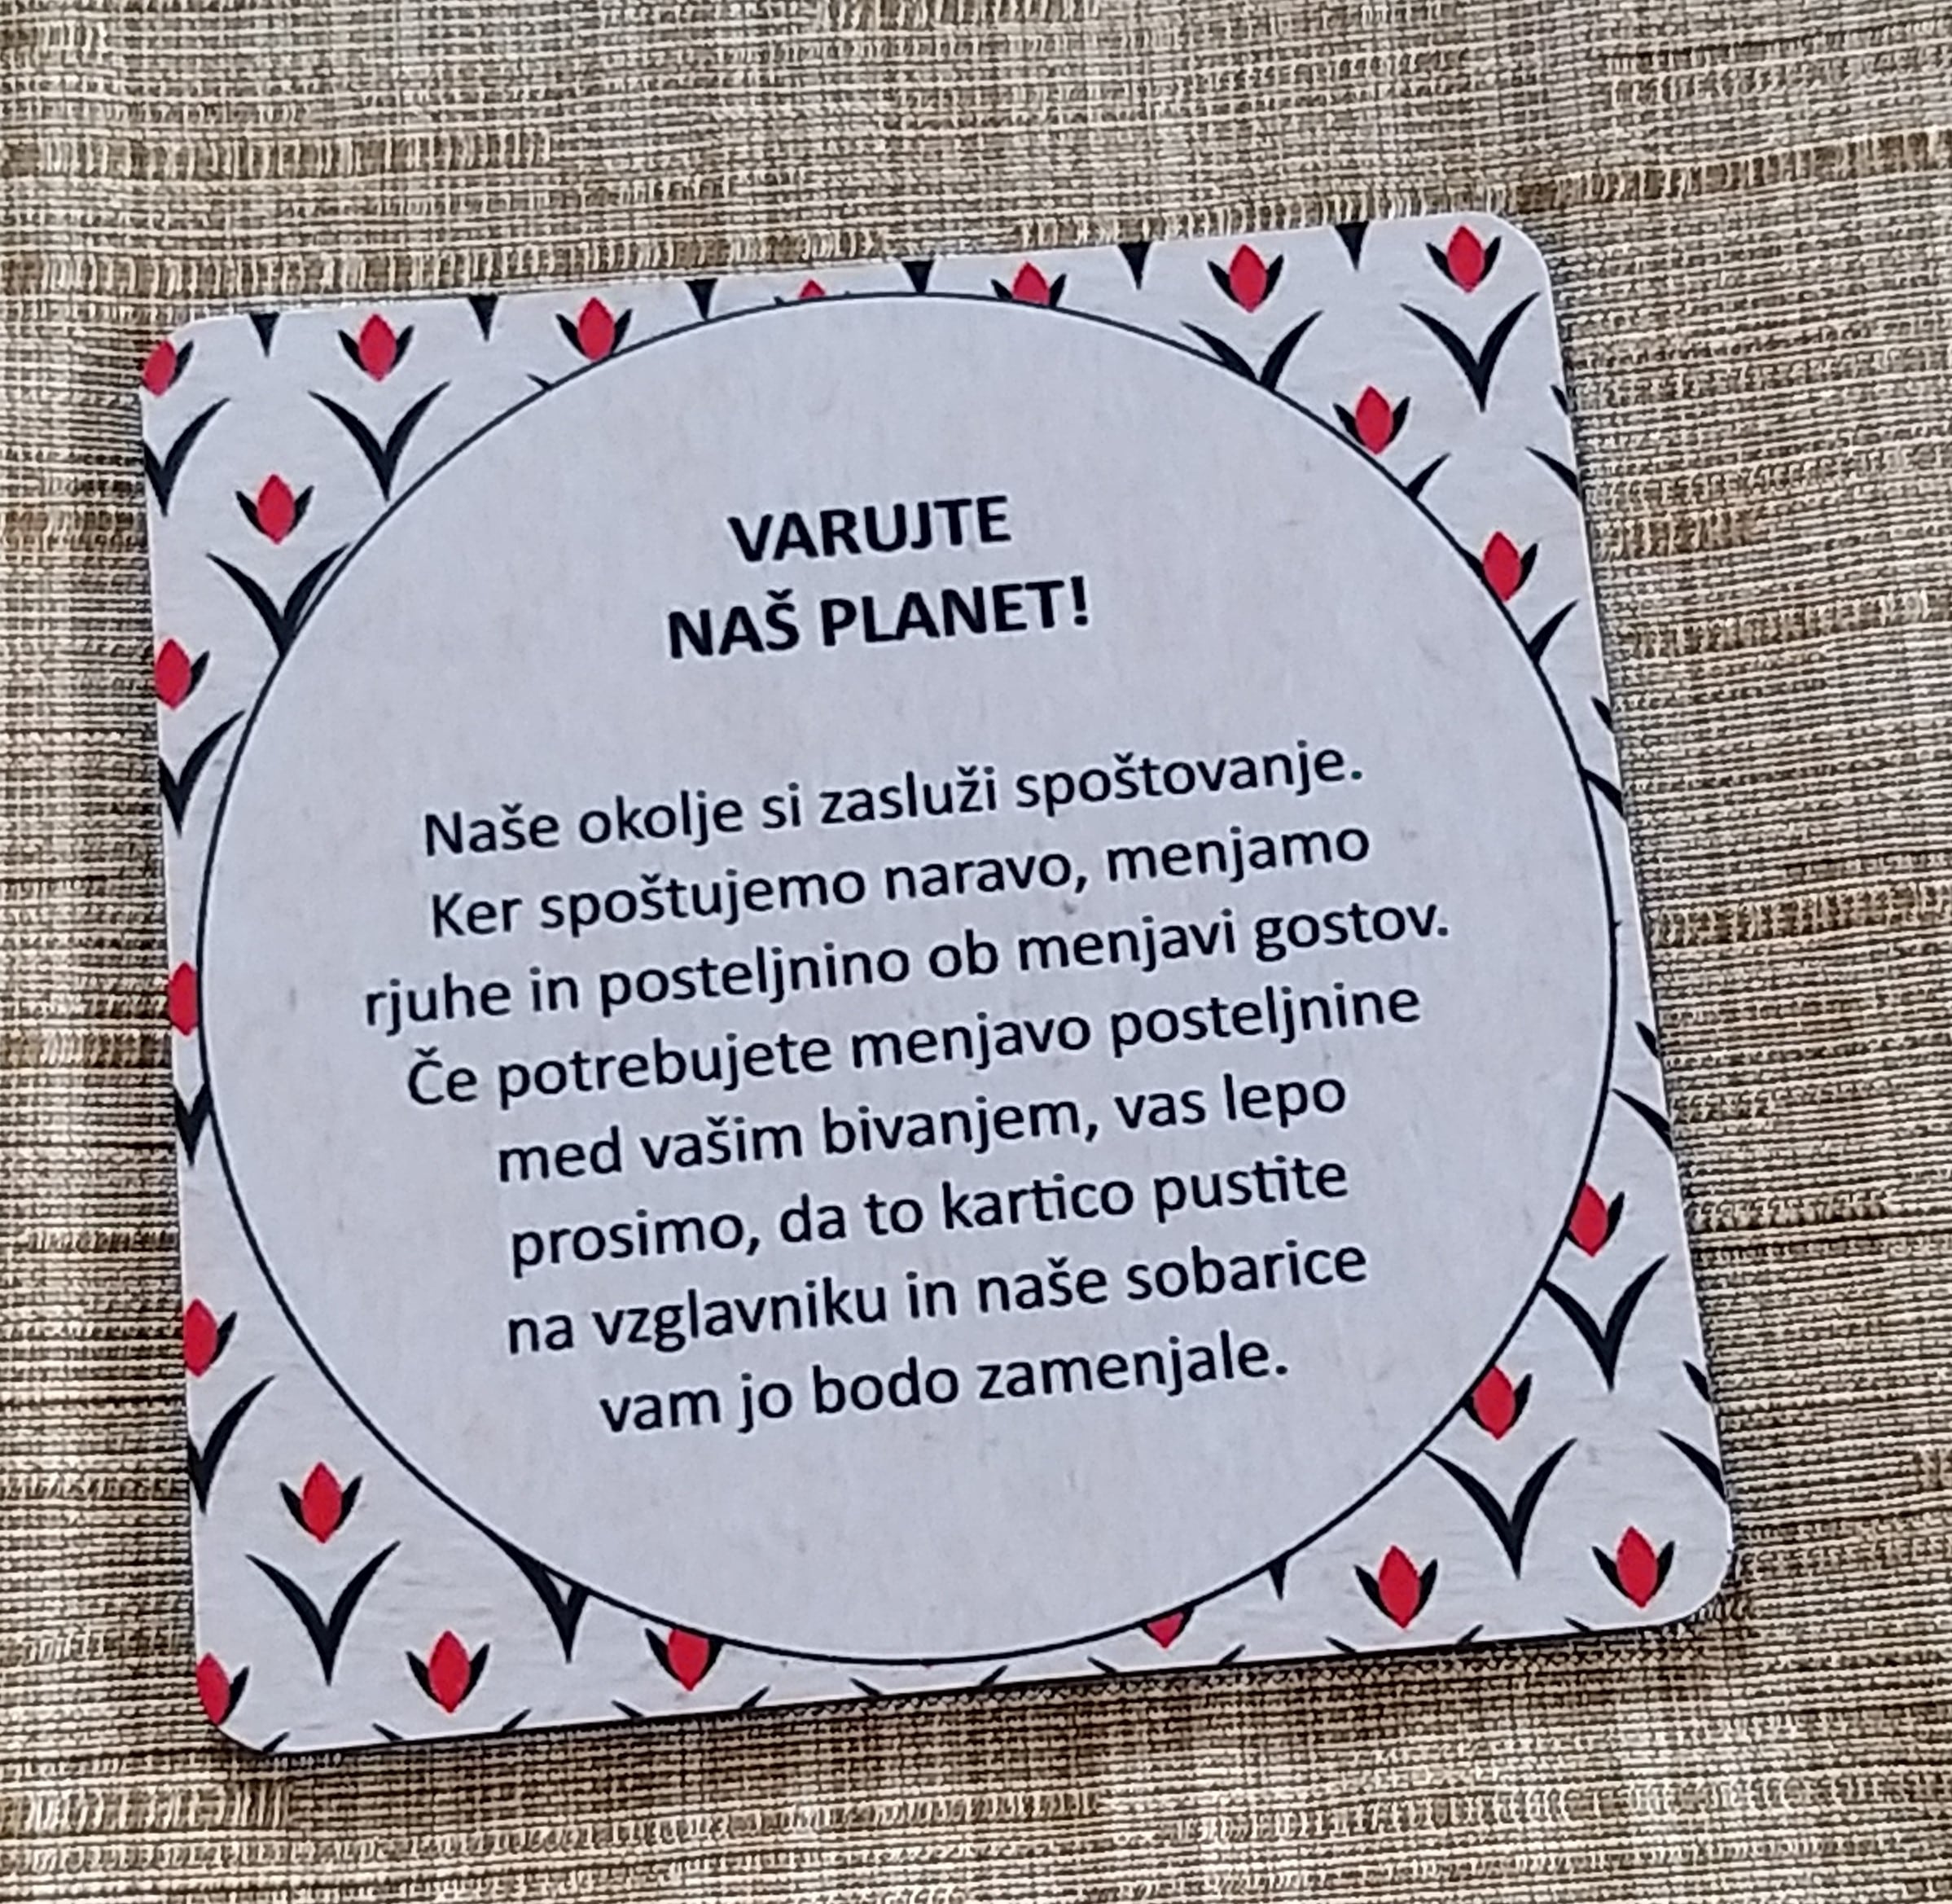 VARUJTE
NAŠ PLANET!
Naše okolje si zasluži spoštovanje.
Ker spoštujemo naravo, menjamo
rjuhe in posteljnino ob menjavi gostov.
Če potrebujete menjavo posteljnine
med vašim bivanjem, vas lepo
prosimo, da to kartico pustite
na vzglavniku in naše sobarice
vam jo bodo zamenjale.